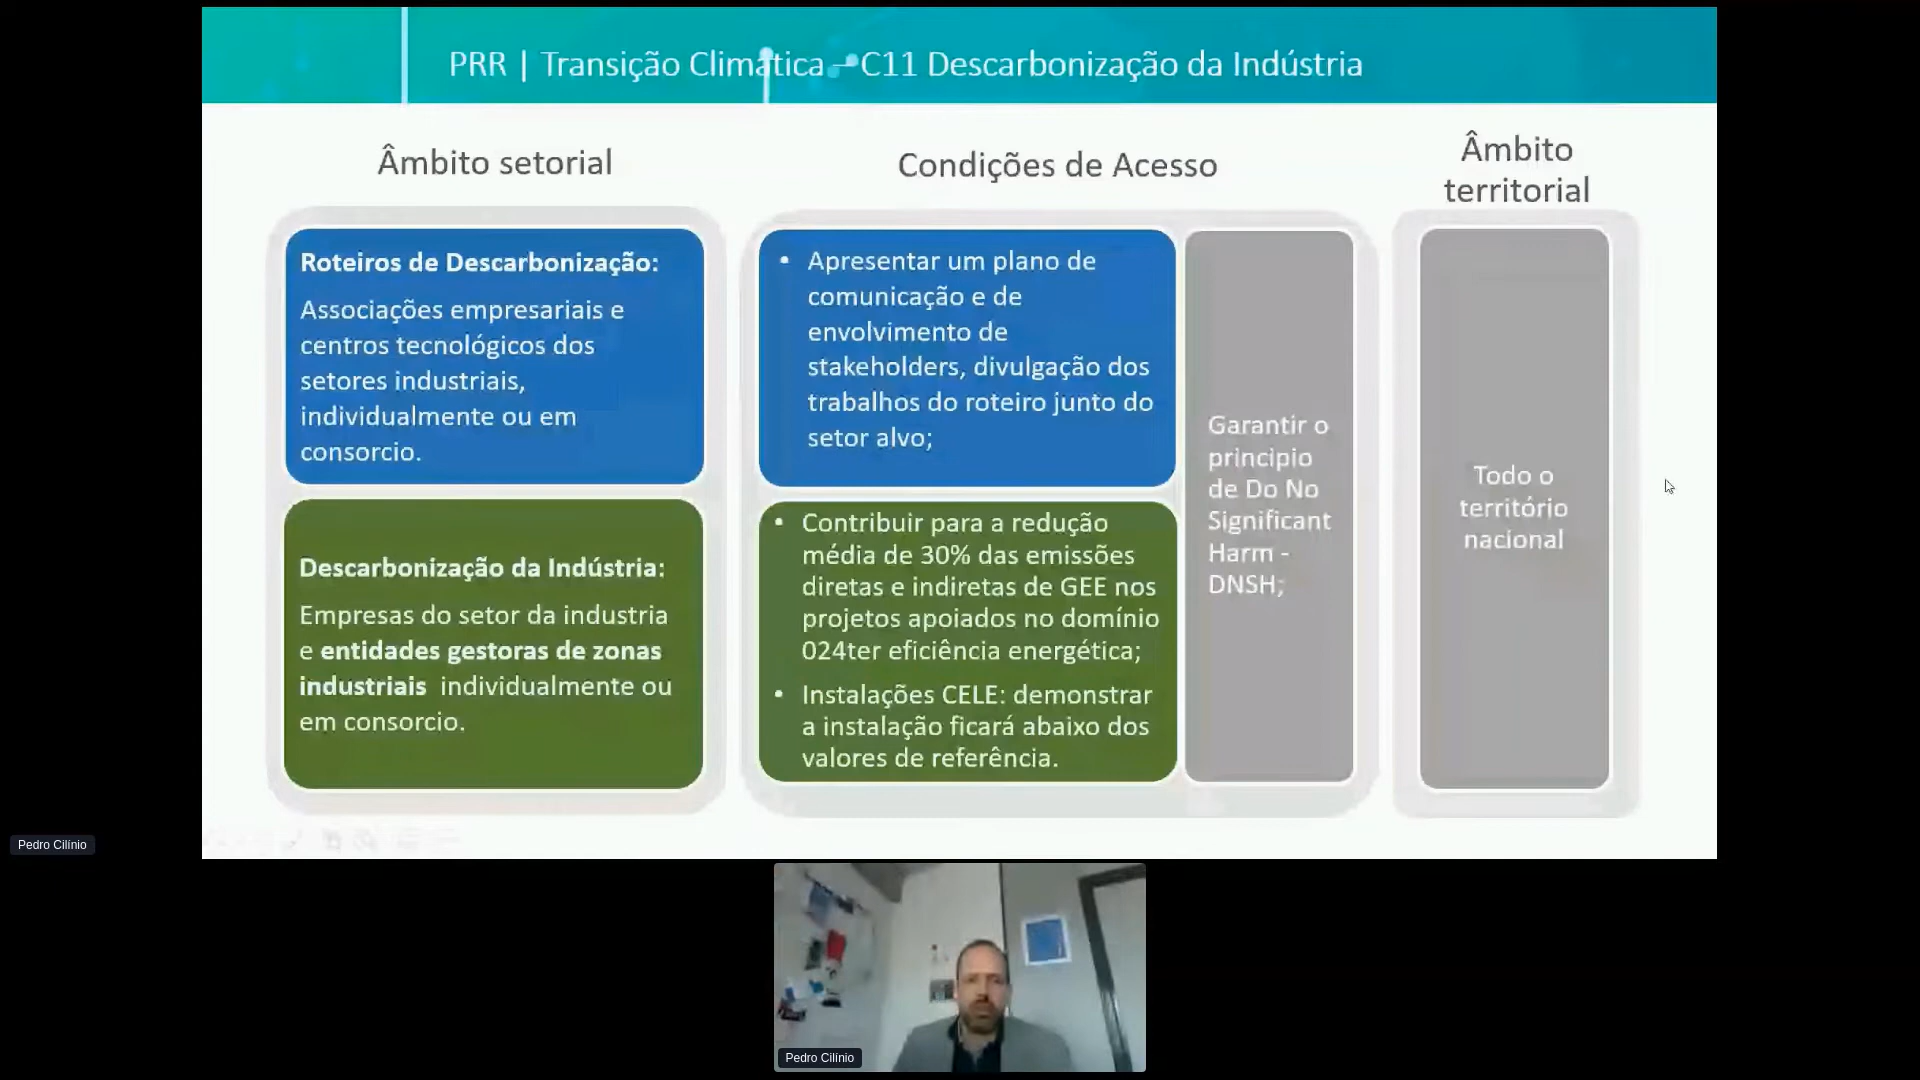 PRR | Transição Climática – C11 Descarbonização da Indústria
Âmbito setorial
Roteiros de Descarbonização:
Associações empresariais e
centros tecnológicos dos
setores industriais,
individualmente ou em
consorcio.
Descarbonização da Indústria:
Empresas do setor da industria
e entidades gestoras de zonas
industriais individualmente ou
em consorcio.
Condições de Acesso
• Apresentar um plano de
comunicação e de
envolvimento de
stakeholders, divulgação dos
trabalhos do roteiro junto do
setor alvo;
• Contribuir para a redução
média de 30% das emissões
diretas e indiretas de GEE nos
projetos apoiados no domínio
024ter eficiência energética;
• Instalações CELE: demonstrar
a instalação ficará abaixo dos
valores de referência.
Garantir o
principio
de Do No
Significant
Harm -
DNSH;
Âmbito
territorial
Todo o
território
nacional
Pedro Cilínio
Pedro Cilínio